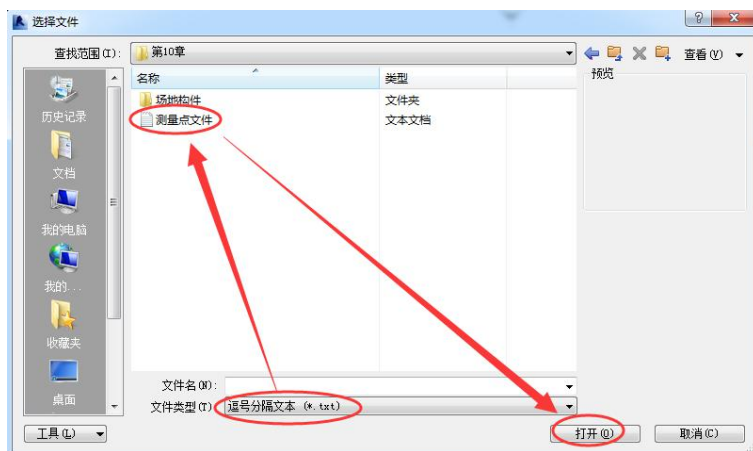 选择文件
查找范围(I): 第10章 查看(V)
名称 类型 预览
场地构件 文件夹
测量点文件 文本文档
历史记录
文档
我的电脑
我的...
收藏夹
桌面
文件名(N):
文件类型(T): 逗号分隔文本 (*.txt)
工具(L) 打开(O) 取消(C)